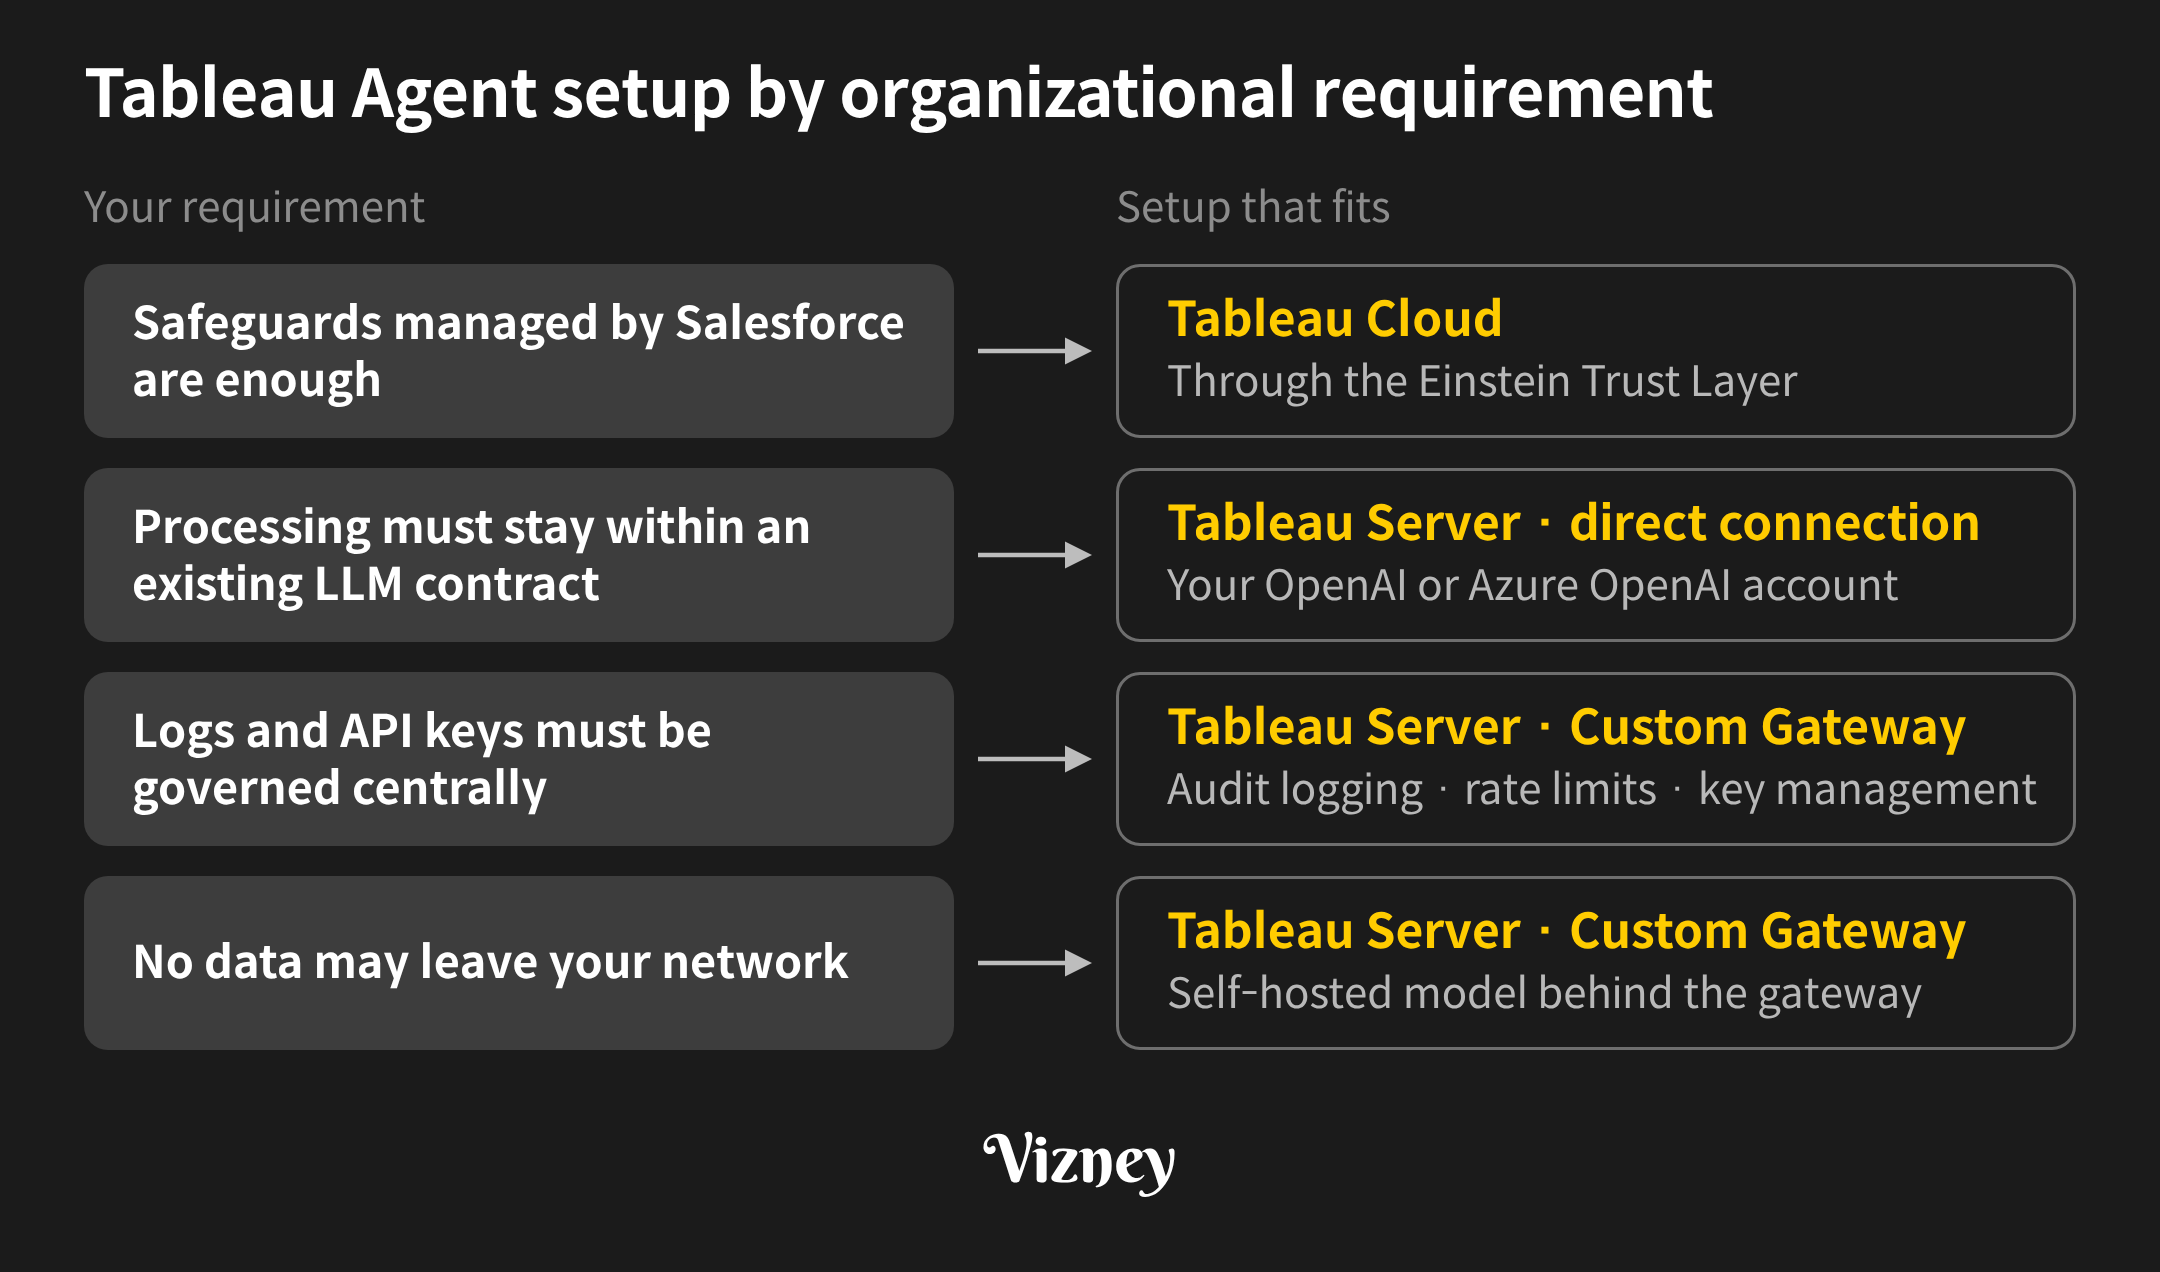 Tableau Agent setup by organizational requirement
Your requirement
Setup that fits
Safeguards managed by Salesforce
are enough
Tableau Cloud
Through the Einstein Trust Layer
Processing must stay within an
existing LLM contract
Tableau Server · direct connection
Your OpenAI or Azure OpenAI account
Logs and API keys must be
governed centrally
Tableau Server · Custom Gateway
Audit logging · rate limits · key management
No data may leave your network
Tableau Server · Custom Gateway
Self-hosted model behind the gateway
Vizney